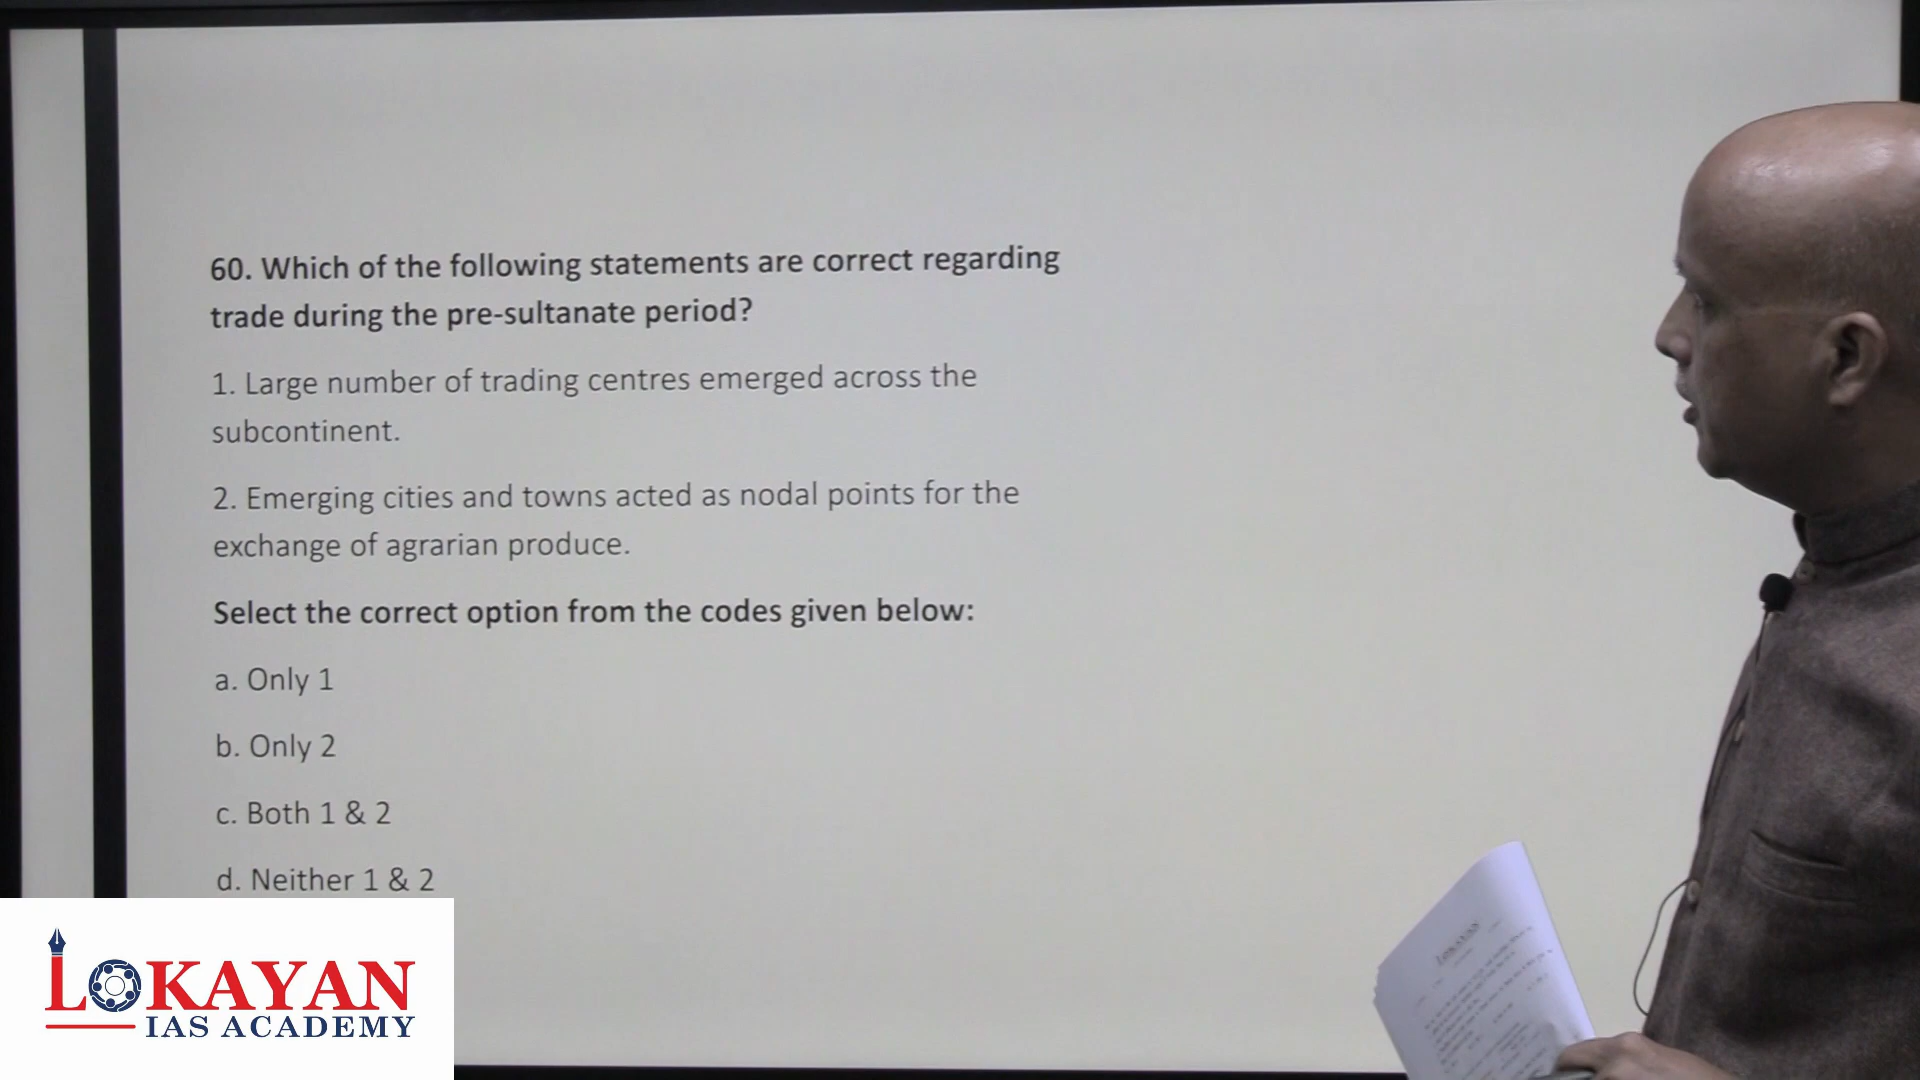 60. Which of the following statements are correct regarding
trade during the pre-sultanate period?
1. Large number of trading centres emerged across the
subcontinent.
2. Emerging cities and towns acted as nodal points for the
exchange of agrarian produce.
Select the correct option from the codes given below:
a. Only 1
b. Only 2
c. Both 1 & 2
d. Neither 1 & 2
LOKAYAN
IAS ACADEMY
LOKAYAN